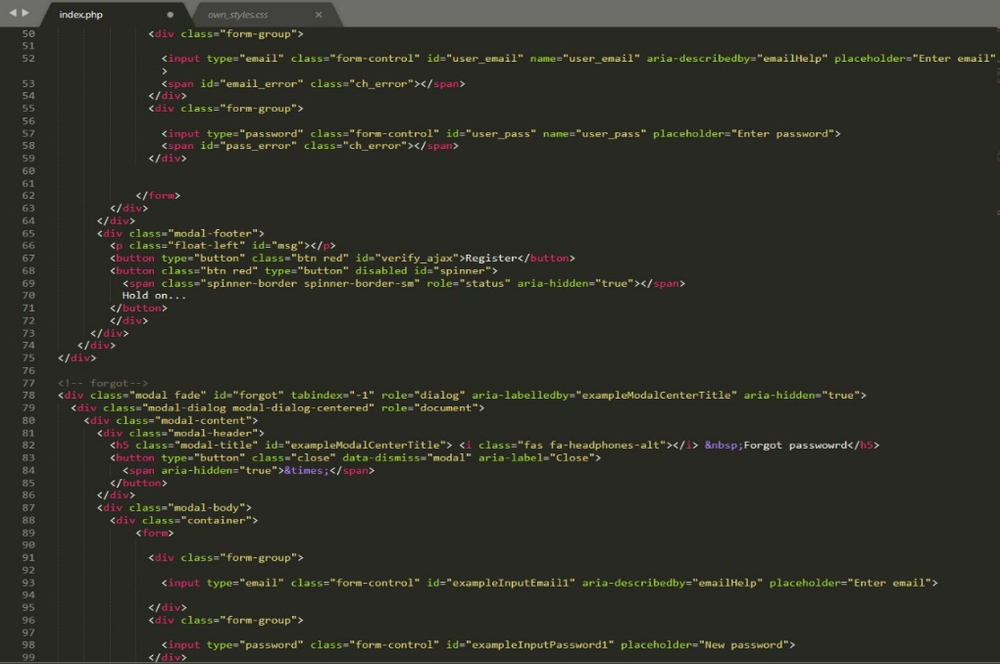 index.php
own_styles.css
50 <div class="form-group">
51
52 <input type="email" class="form-control" id="user_email" name="user_email" aria-describedby="emailHelp" placeholder="Enter email"
>
53 <span id="email_error" class="ch_error"></span>
54 </div>
55 <div class="form-group">
56
57 <input type="password" class="form-control" id="user_pass" name="user_pass" placeholder="Enter password">
58 <span id="pass_error" class="ch_error"></span>
59 </div>
60
61
62 </form>
63 </div>
64 </div>
65 <div class="modal-footer">
66 <p class="float-left" id="msg"></p>
67 <button type="button" class="btn red" id="verify_ajax">Register</button>
68 <button class="btn red" type="button" disabled id="spinner">
69 <span class="spinner-border spinner-border-sm" role="status" aria-hidden="true"></span>
70 Hold on...
71 </button>
72 </div>
73 </div>
74 </div>
75 </div>
76
77 <!-- forgot-->
78 <div class="modal fade" id="forgot" tabindex="-1" role="dialog" aria-labelledby="exampleModalCenterTitle" aria-hidden="true">
79 <div class="modal-dialog modal-dialog-centered" role="document">
80 <div class="modal-content">
81 <div class="modal-header">
82 <h5 class="modal-title" id="exampleModalCenterTitle"> <i class="fas fa-headphones-alt"></i> &nbsp;Forgot passwowrd</h5>
83 <button type="button" class="close" data-dismiss="modal" aria-label="Close">
84 <span aria-hidden="true">&times;</span>
85 </button>
86 </div>
87 <div class="modal-body">
88 <div class="container">
89 <form>
90
91 <div class="form-group">
92
93 <input type="email" class="form-control" id="exampleInputEmail1" aria-describedby="emailHelp" placeholder="Enter email">
94
95 </div>
96 <div class="form-group">
97
98 <input type="password" class="form-control" id="exampleInputPassword1" placeholder="New password">
99 </div>